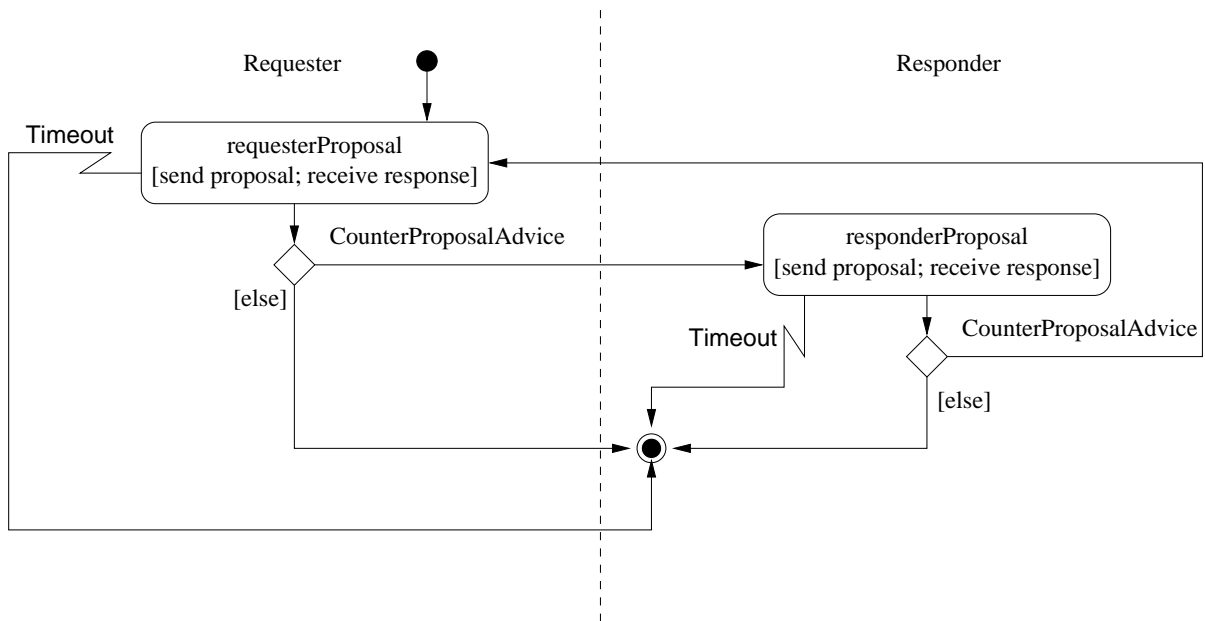 Requester
Responder
Timeout
requesterProposal
[send proposal; receive response]
CounterProposalAdvice
responderProposal
[send proposal; receive response]
[else]
Timeout
CounterProposalAdvice
[else]